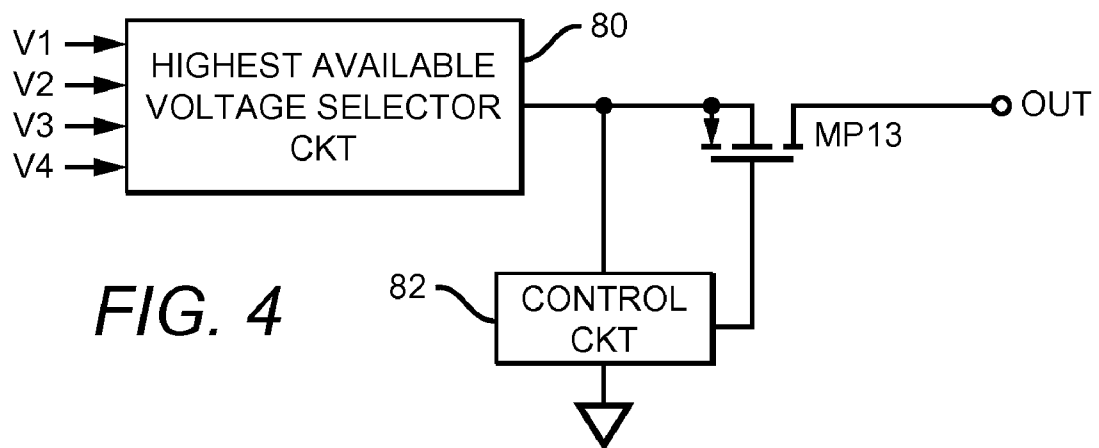 V1
V2
V3
V4
HIGHEST AVAILABLE
VOLTAGE SELECTOR
CKT
80
OUT
MP13
82
CONTROL
CKT
FIG. 4